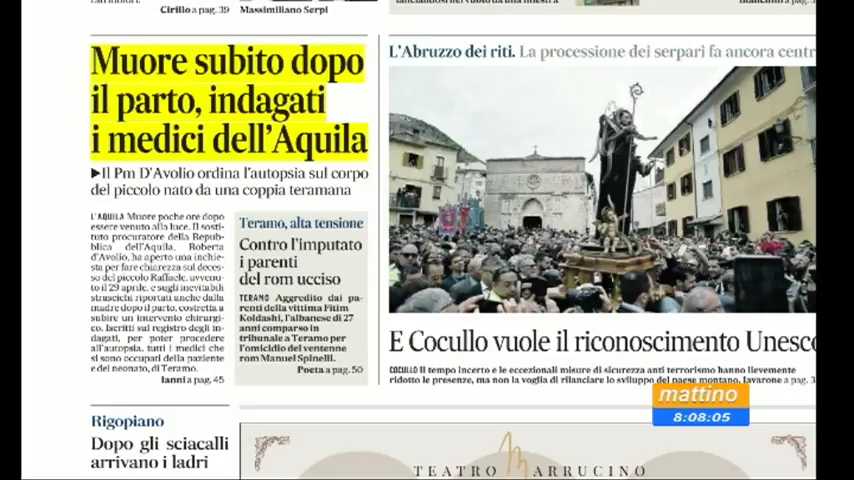 Cirillo a pag. 39
Massimiliano Serpi
Muore subito dopo
il parto, indagati
i medici dell'Aquila
Il Pm D'Avolio ordina l'autopsia sul corpo
del piccolo nato da una coppia teramana
L'AQUILA Muore poche ore dopo
essere venuto alla luce. Il sosti-
tuto procuratore della Repub-
blica dell'Aquila, Roberta
d'Avolio, ha aperto una inchie-
sta per fare chiarezza sul deces-
so del piccolo Raffaele, avvenu-
to il 29 aprile, e sugli inevitabili
strascichi riportati anche dalla
madre dopo il parto, costretta a
subire un intervento chirurgi-
co. Iscritti sul registro degli in-
dagati, per poter procedere
all'autopsia, tutti i medici che
si sono occupati della paziente
e del neonato, di Teramo.
Ianni a pag. 45
Teramo, alta tensione
Contro l'imputato
i parenti
del rom ucciso
TERAMO Aggredito dai pa-
renti della vittima Fitim
Koldashi, l'albanese di 27
anni comparso in
tribunale a Teramo per
l'omicidio del ventenne
rom Manuel Spinelli.
Poeta a pag. 50
Rigopiano
Dopo gli sciacalli
arrivano i ladri
L'Abruzzo dei riti. La processione dei serpari fa ancora centr
E Cocullo vuole il riconoscimento Unesco
COCULLO Il tempo incerto e le eccezionali misure di sicurezza anti terrorismo hanno lievemente
ridotto le presenze, ma non la voglia di rilanciare lo sviluppo del paese montano. Iavarone a pag. 3
mattino
8:08:05
TEATRO MARRUCINO